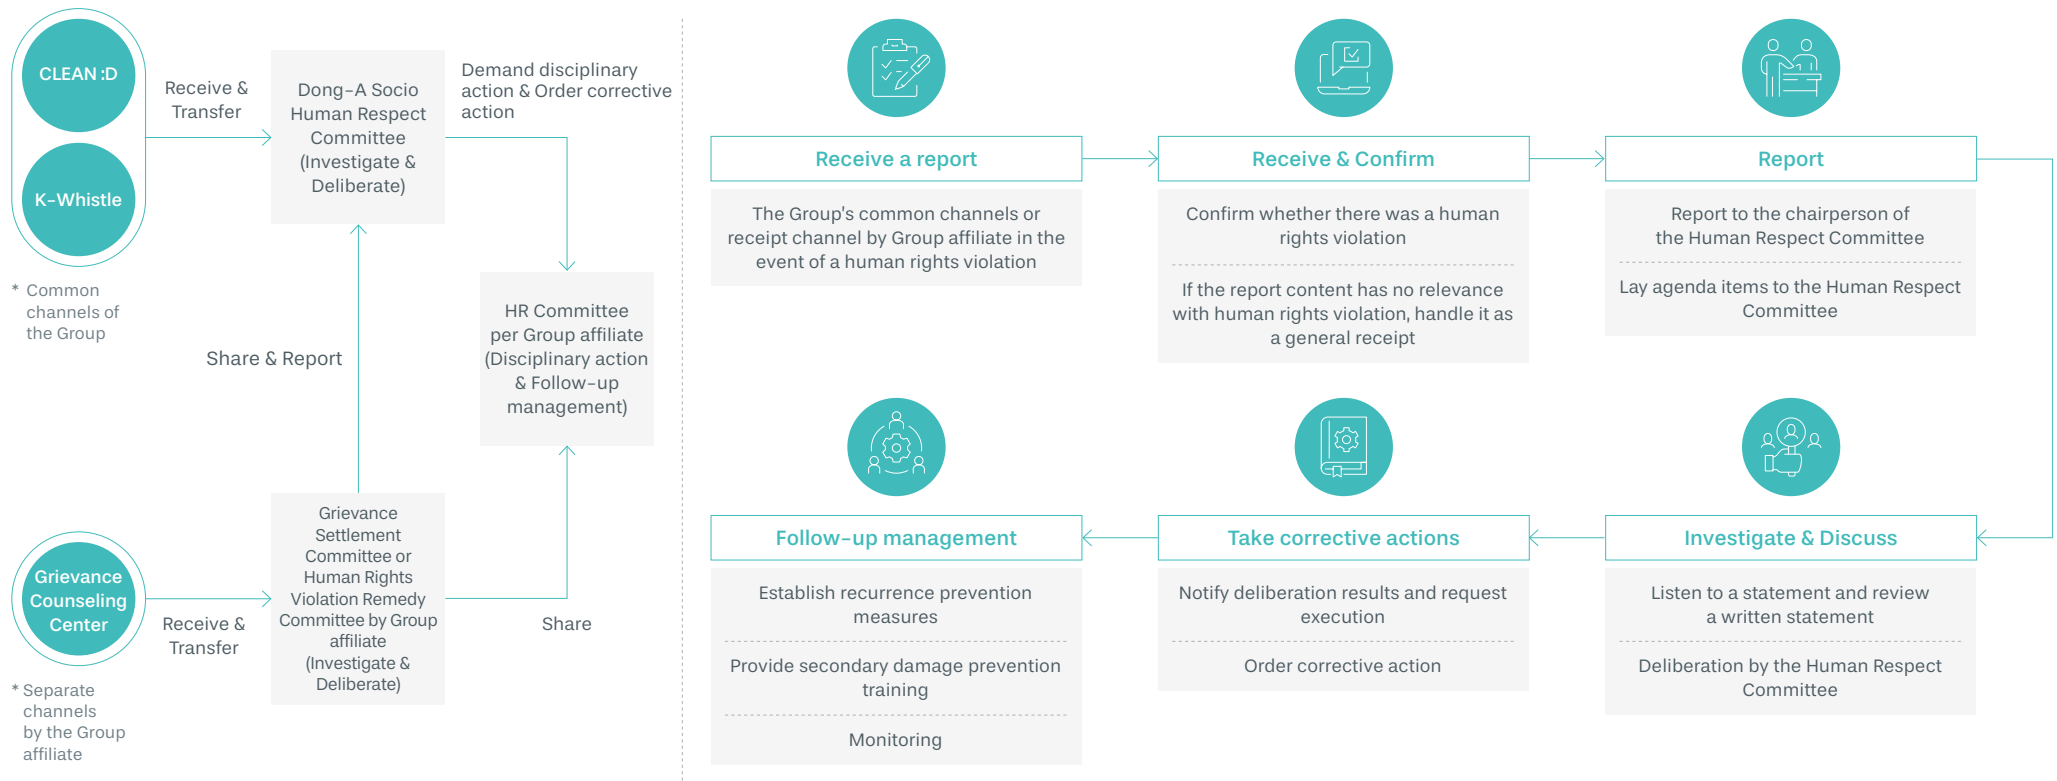 CLEAN :D
K-Whistle
* Common
channels of
the Group
Receive &
Transfer
Dong-A Socio
Human Respect
Committee
(Investigate &
Deliberate)
Demand disciplinary
action & Order corrective
action
HR Committee
per Group affiliate
(Disciplinary action
& Follow-up
management)
Share & Report
Grievance
Counseling
Center
* Separate
channels
by the Group
affiliate
Receive &
Transfer
Grievance
Settlement
Committee or
Human Rights
Violation Remedy
Committee by Group
affiliate
(Investigate &
Deliberate)
Share
Receive a report
The Group's common channels or
receipt channel by Group affiliate in the
event of a human rights violation
Receive & Confirm
Confirm whether there was a human
rights violation
If the report content has no relevance
with human rights violation, handle it as
a general receipt
Report
Report to the chairperson of
the Human Respect Committee
Lay agenda items to the Human Respect
Committee
Investigate & Discuss
Listen to a statement and review
a written statement
Deliberation by the Human Respect
Committee
Take corrective actions
Notify deliberation results and request
execution
Order corrective action
Follow-up management
Establish recurrence prevention
measures
Provide secondary damage prevention
training
Monitoring